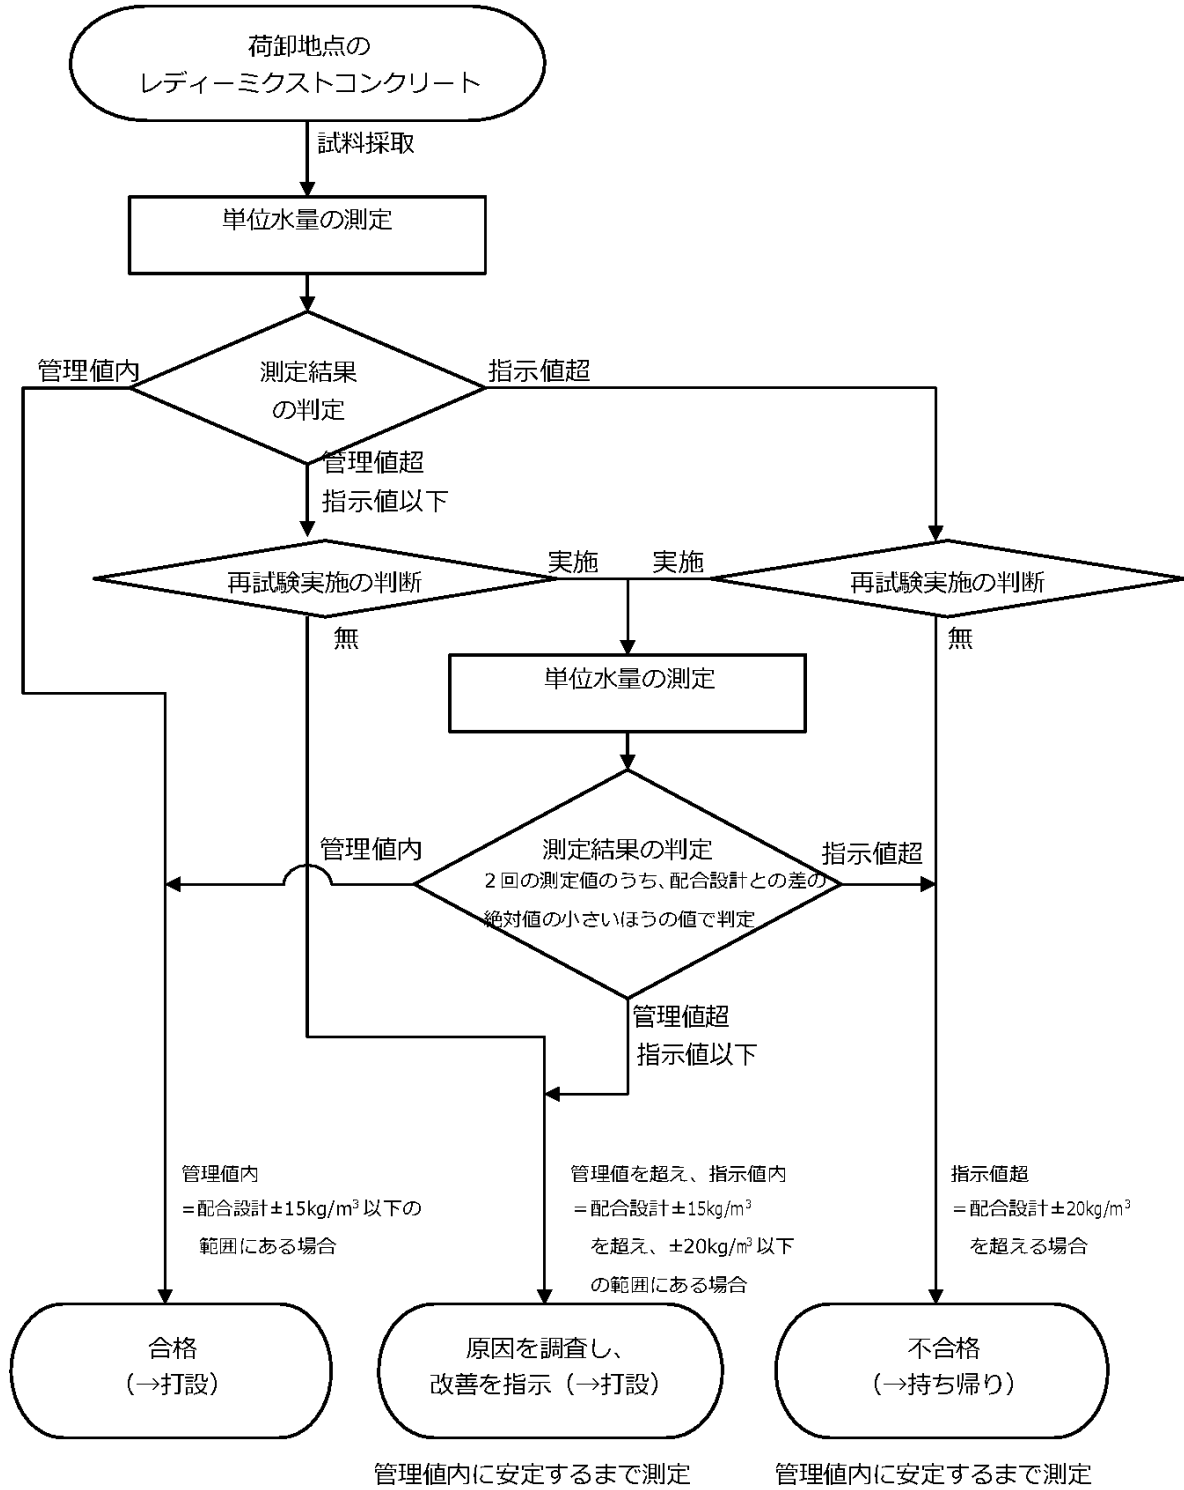 荷卸地点の
レディーミクストコンクリート
試料採取
単位水量の測定
管理値内
測定結果
の判定
指示値超
管理値超
指示値以下
再試験実施の判断
実施
実施
再試験実施の判断
無
無
単位水量の測定
管理値内
測定結果の判定
2回の測定値のうち、配合設計との差の
絶対値の小さいほうの値で判定
指示値超
管理値超
指示値以下
管理値内
=配合設計±15kg/m³以下の
範囲にある場合
管理値を超え、指示値内
=配合設計±15kg/m³
を超え、±20kg/m³以下
の範囲にある場合
指示値超
=配合設計±20kg/m³
を超える場合
合格
(→打設)
原因を調査し、
改善を指示(→打設)
不合格
(→持ち帰り)
管理値内に安定するまで測定
管理値内に安定するまで測定